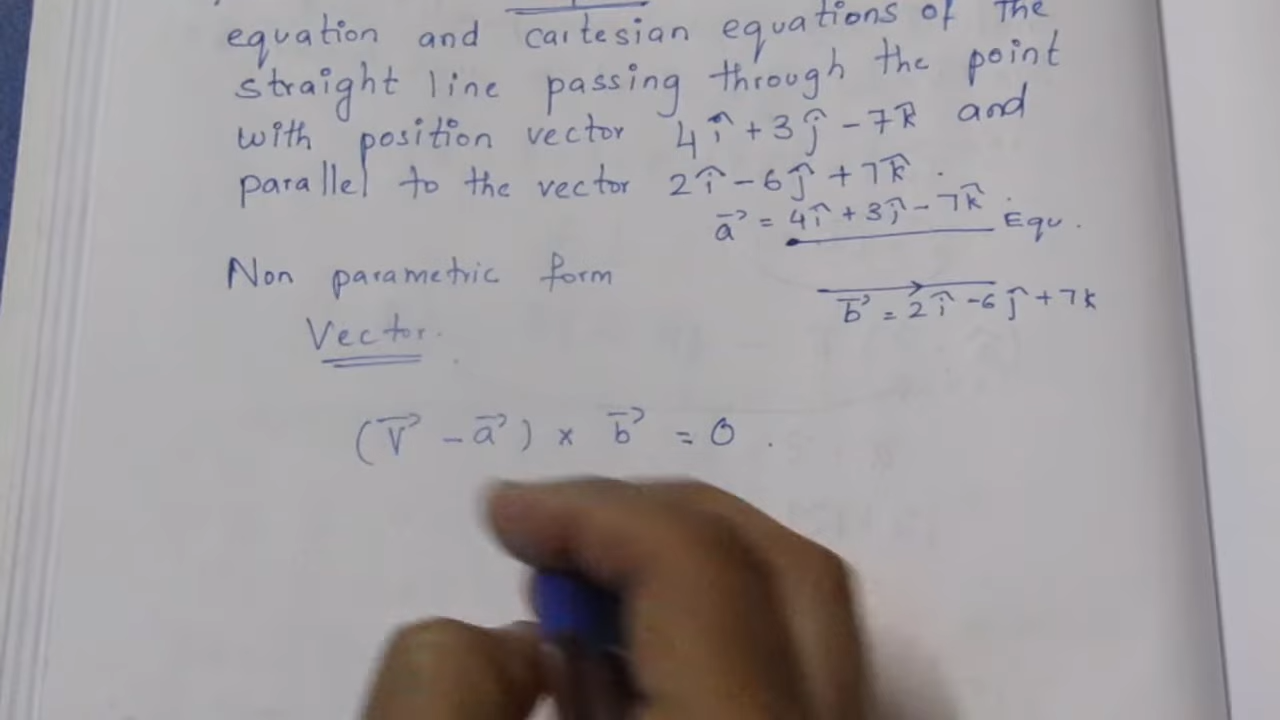 equation and cartesian equations of The
straight line passing through the point
with position vector 4î + 3ĵ - 7k̂ and
parallel to the vector 2î - 6ĵ + 7k̂.
a⃗ = 4î + 3ĵ - 7k̂ Equ.
Non parametric form
b⃗ = 2î - 6ĵ + 7k
Vector.
(r⃗ - a⃗) × b⃗ = 0.